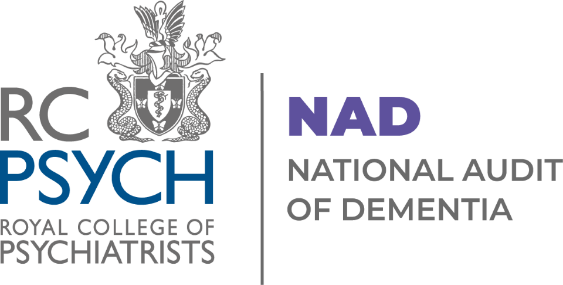 RC
PSYCH
ROYAL COLLEGE OF
PSYCHIATRISTS
NAD
NATIONAL AUDIT
OF DEMENTIA